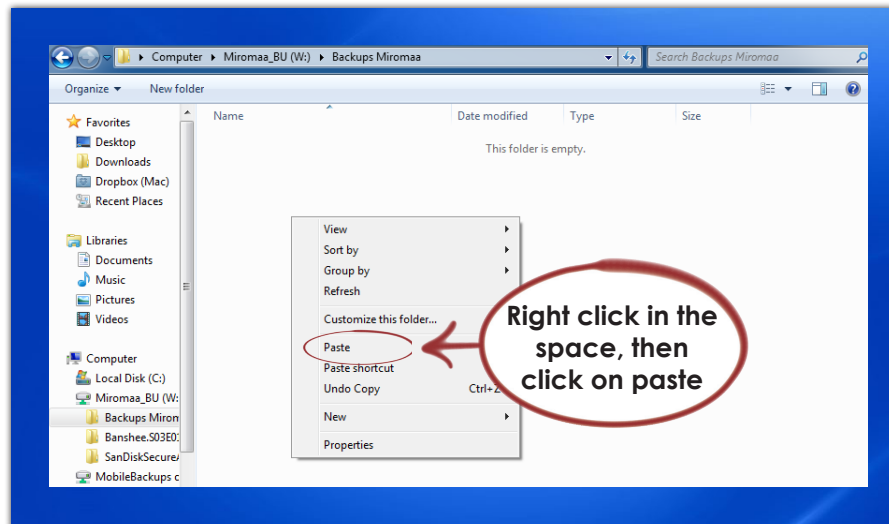 Computer Miromaa_BU (W:) Backups Miromaa
Search Backups Miromaa
Organize New folder
Name Date modified Type Size
This folder is empty.
Favorites
Desktop
Downloads
Dropbox (Mac)
Recent Places
Libraries
Documents
Music
Pictures
Videos
Computer
Local Disk (C:)
Miromaa_BU (W:
Backups Mirom
Banshee.S03E0
SanDiskSecure
MobileBackups
View
Sort by
Group by
Refresh
Customize this folder...
Paste
Paste shortcut
Undo Copy Ctrl+Z
New
Properties
Right click in the
space, then
click on paste